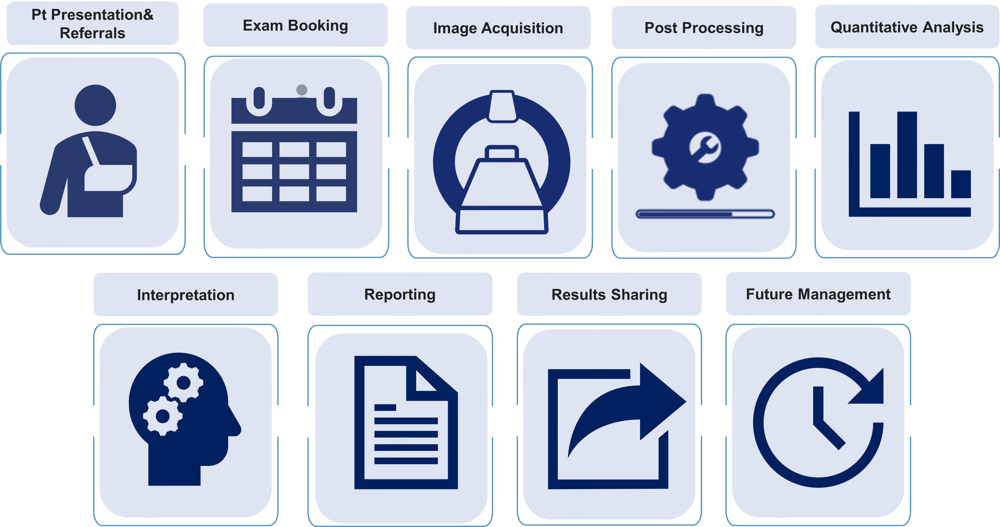 Pt Presentation&
Referrals
Exam Booking
Image Acquisition
Post Processing
Quantitative Analysis
Interpretation
Reporting
Results Sharing
Future Management